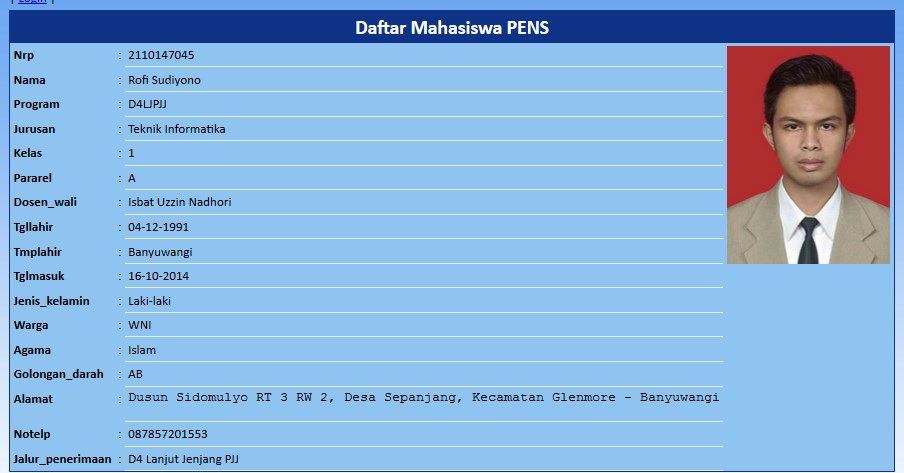 | Login |
Daftar Mahasiswa PENS
Nrp : 2110147045
Nama : Rofi Sudiyono
Program : D4LJPJJ
Jurusan : Teknik Informatika
Kelas : 1
Pararel : A
Dosen_wali : Isbat Uzzin Nadhori
Tgllahir : 04-12-1991
Tmplahir : Banyuwangi
Tglmasuk : 16-10-2014
Jenis_kelamin : Laki-laki
Warga : WNI
Agama : Islam
Golongan_darah : AB
Alamat : Dusun Sidomulyo RT 3 RW 2, Desa Sepanjang, Kecamatan Glenmore - Banyuwangi
Notelp : 087857201553
Jalur_penerimaan : D4 Lanjut Jenjang PJJ